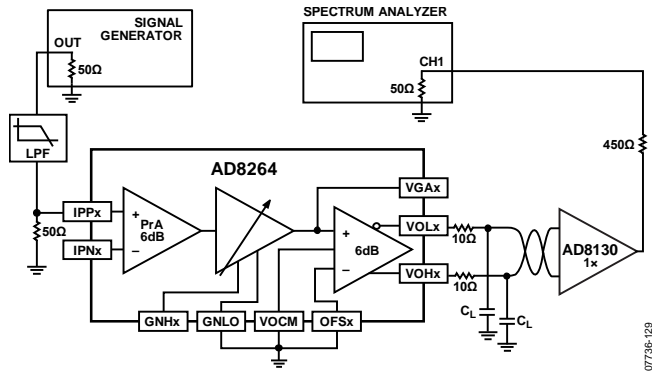 SIGNAL
GENERATOR
OUT
50Ω
SPECTRUM ANALYZER
CH1
50Ω
LPF
450Ω
AD8264
50Ω
IPPx
IPNx
+
–
PrA
6dB
+
–
6dB
VGAx
VOLx
VOHx
10Ω
10Ω
AD8130
1×
CL
CL
GNHx
GNLO
VOCM
OFSx
07736-129